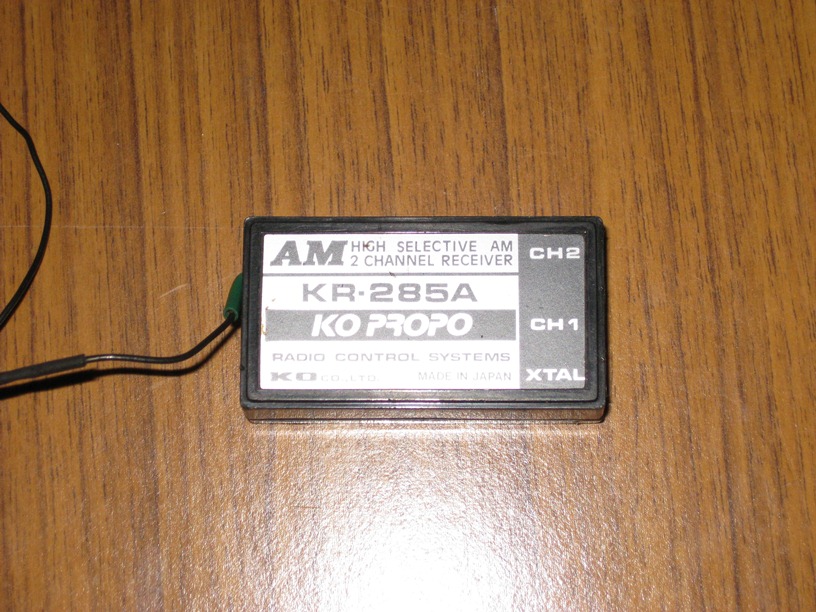 AM HIGH SELECTIVE AM
2 CHANNEL RECEIVER
CH2
KR-285A
KO PROPO
CH1
RADIO CONTROL SYSTEMS
KO CO.,LTD. MADE IN JAPAN
XTAL